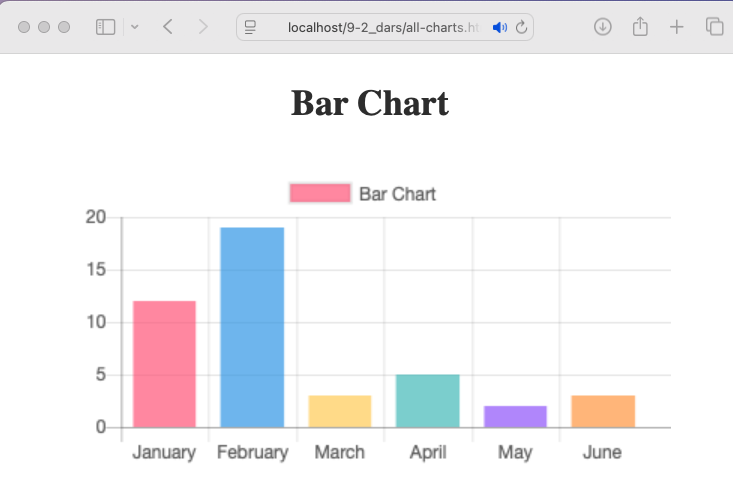 localhost/9-2_dars/all-charts.ht
Bar Chart
Bar Chart
20
15
10
5
0
January February March April May June